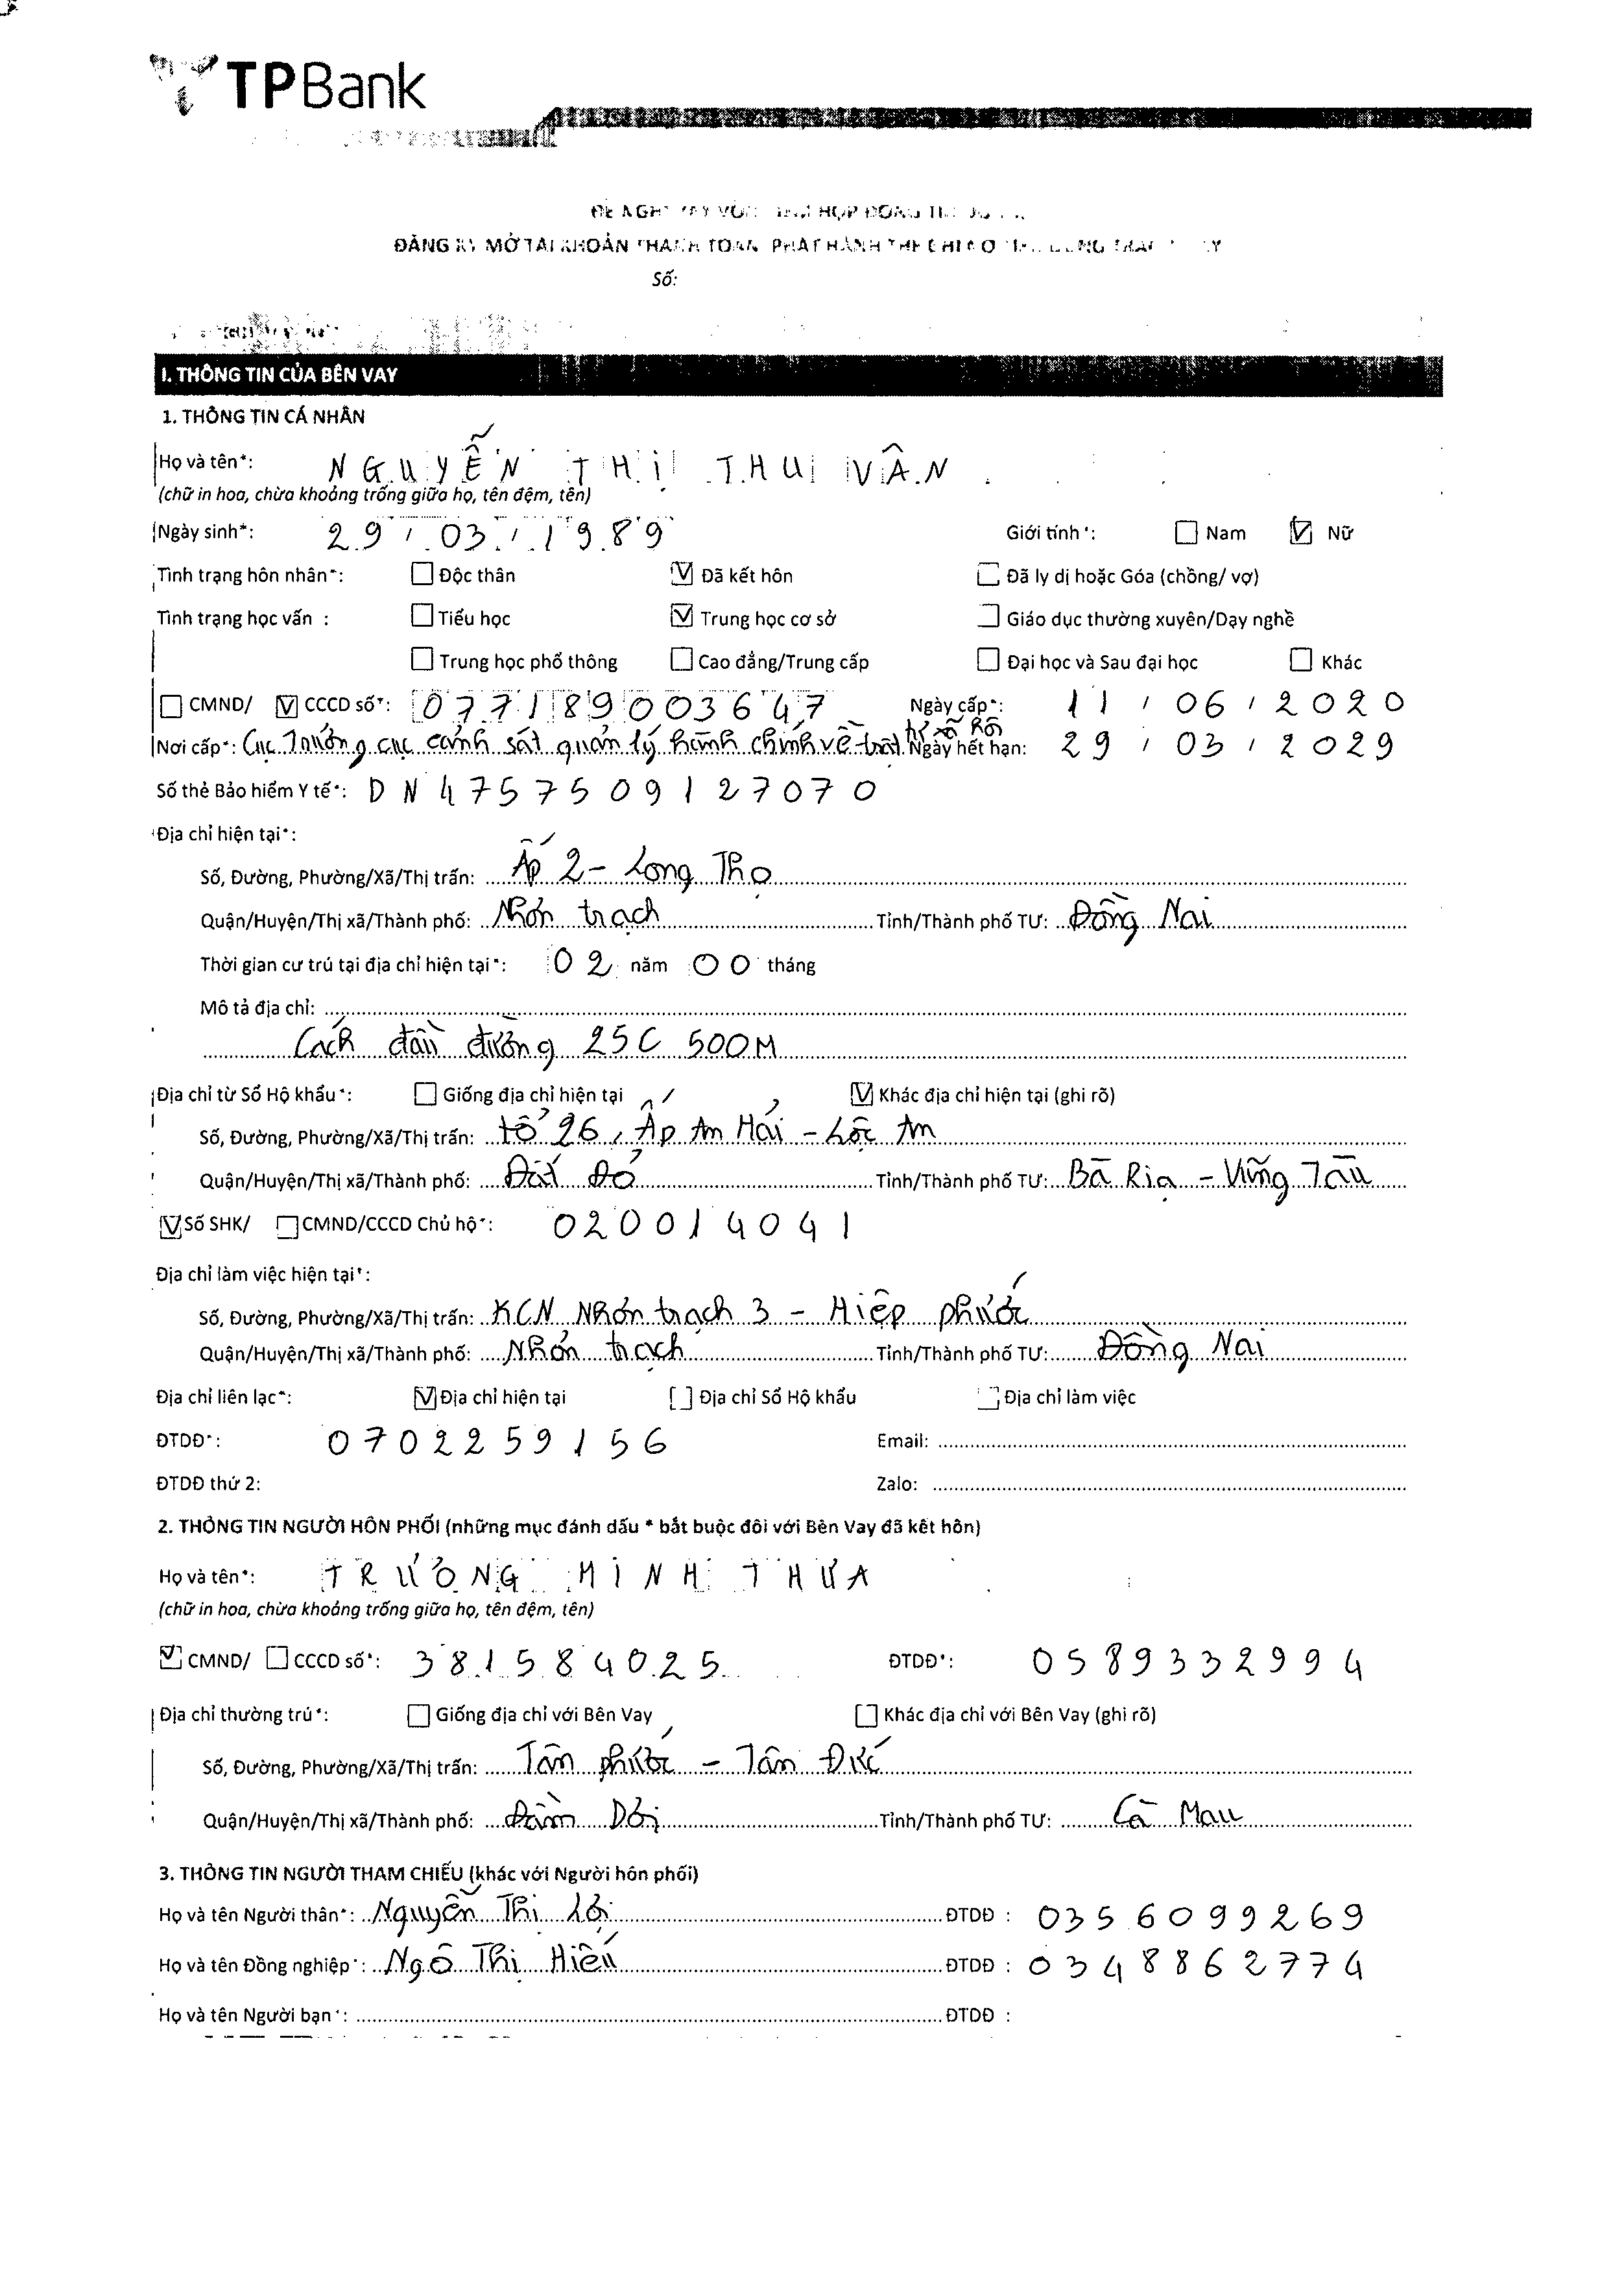 TPBank
ĐĂNG KÝ MỞ TÀI KHOẢN THANH TOÁN PHÁT HÀNH THẺ
Số:
I. THÔNG TIN CỦA BÊN VAY
1. THÔNG TIN CÁ NHÂN
Họ và tên*: NGUYỄN THỊ THU VÂN
(chữ in hoa, chừa khoảng trống giữa họ, tên đệm, tên)
Ngày sinh*: 29/03/1989 Giới tính*: Nam Nữ
Tình trạng hôn nhân*: Độc thân Đã kết hôn Đã ly dị hoặc Góa (chồng/ vợ)
Tình trạng học vấn : Tiểu học Trung học cơ sở Giáo dục thường xuyên/Dạy nghề
Trung học phổ thông Cao đẳng/Trung cấp Đại học và Sau đại học Khác
CMND/ CCCD số*: 077189003647 Ngày cấp*: 11/06/2020
Nơi cấp*: Cục Trưởng cục cảnh sát quản lý hành chính về trật tự xã hội Ngày hết hạn: 29/03/2029
Số thẻ Bảo hiểm Y tế*: DN4757509127070
Địa chỉ hiện tại*:
Số, Đường, Phường/Xã/Thị trấn: Ấp 2 - Long Thọ
Quận/Huyện/Thị xã/Thành phố: Nhơn trạch Tỉnh/Thành phố TƯ: Đồng Nai
Thời gian cư trú tại địa chỉ hiện tại*: 02 năm 00 tháng
Mô tả địa chỉ:
Cách đầu đường 25C 500M
Địa chỉ từ Sổ Hộ khẩu*: Giống địa chỉ hiện tại Khác địa chỉ hiện tại (ghi rõ)
Số, Đường, Phường/Xã/Thị trấn: tổ 26, Ấp An Hải - Lộc An
Quận/Huyện/Thị xã/Thành phố: Đất Đỏ Tỉnh/Thành phố TƯ: Bà Rịa - Vũng Tàu
Số SHK/ CMND/CCCD Chủ hộ*: 020014041
Địa chỉ làm việc hiện tại*:
Số, Đường, Phường/Xã/Thị trấn: KCN Nhơn trạch 3 - Hiệp phước
Quận/Huyện/Thị xã/Thành phố: Nhơn trạch Tỉnh/Thành phố TƯ: Đồng Nai
Địa chỉ liên lạc*: Địa chỉ hiện tại Địa chỉ Sổ Hộ khẩu Địa chỉ làm việc
ĐTDĐ*: 0702259156 Email:
ĐTDĐ thứ 2: Zalo:
2. THÔNG TIN NGƯỜI HÔN PHỐI (những mục đánh dấu * bắt buộc đối với Bên Vay đã kết hôn)
Họ và tên*: TRƯƠNG MINH THỪA
(chữ in hoa, chừa khoảng trống giữa họ, tên đệm, tên)
CMND/ CCCD số*: 381584025 ĐTDĐ*: 0589332994
Địa chỉ thường trú*: Giống địa chỉ với Bên Vay Khác địa chỉ với Bên Vay (ghi rõ)
Số, Đường, Phường/Xã/Thị trấn: Tân phước - Tân Đức
Quận/Huyện/Thị xã/Thành phố: Đầm Dơi Tỉnh/Thành phố TƯ: Cà Mau
3. THÔNG TIN NGƯỜI THAM CHIẾU (khác với Người hôn phối)
Họ và tên Người thân*: Nguyễn Thị Lợi ĐTDĐ : 0356099269
Họ và tên Đồng nghiệp*: Ngô Thị Hiếu ĐTDĐ : 0348862774
Họ và tên Người bạn*: ĐTDĐ :